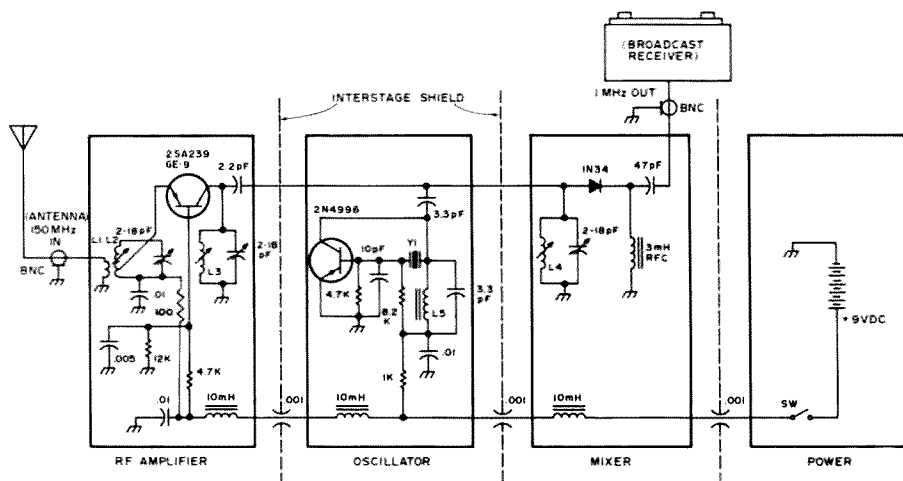 (BROADCAST
RECEIVER)
1 MHz OUT
BNC
INTERSTAGE SHIELD
2SA239
GE-9
2.2pF
(ANTENNA)
150MHz
IN
BNC
L1 L2
2-18pF
L3
2-18
pF
.01
100
.005
12K
4.7K
.01
10mH
RF AMPLIFIER
.001
2N4996
3.3pF
10pF
Y1
4.7K
8.2
K
L5
3.3
pF
.01
1K
10mH
OSCILLATOR
.001
1N34
47pF
L4
2-18pF
3mH
RFC
10mH
MIXER
.001
+9VDC
SW
POWER